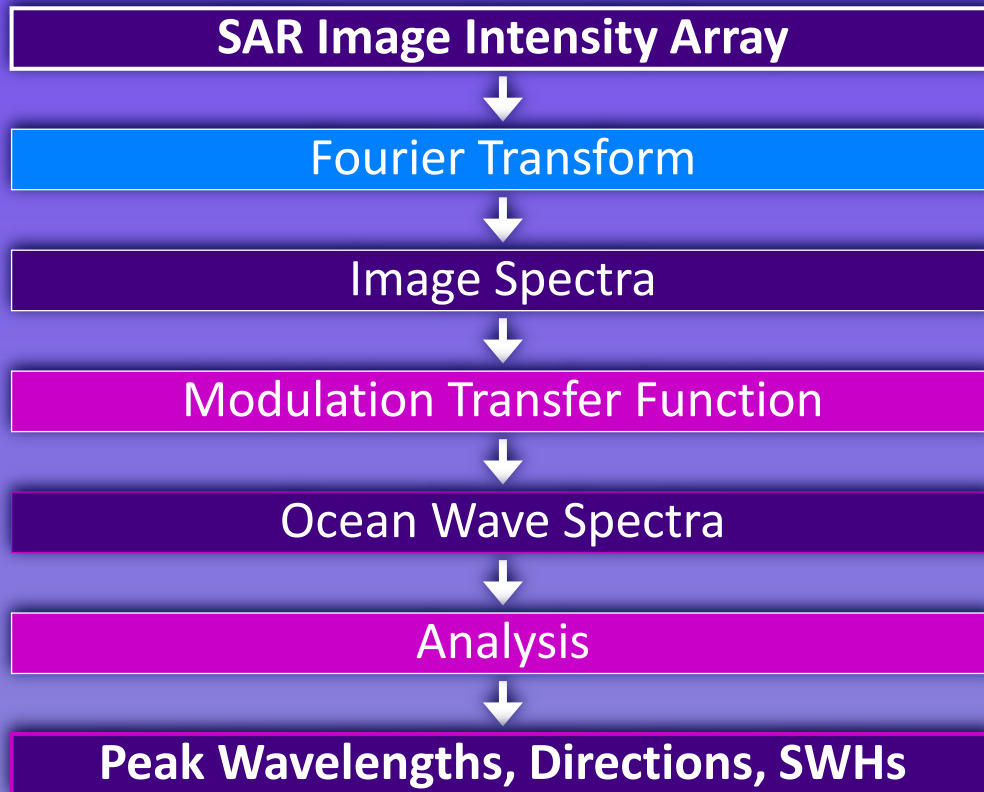 SAR Image Intensity Array
Fourier Transform
Image Spectra
Modulation Transfer Function
Ocean Wave Spectra
Analysis
Peak Wavelengths, Directions, SWHs